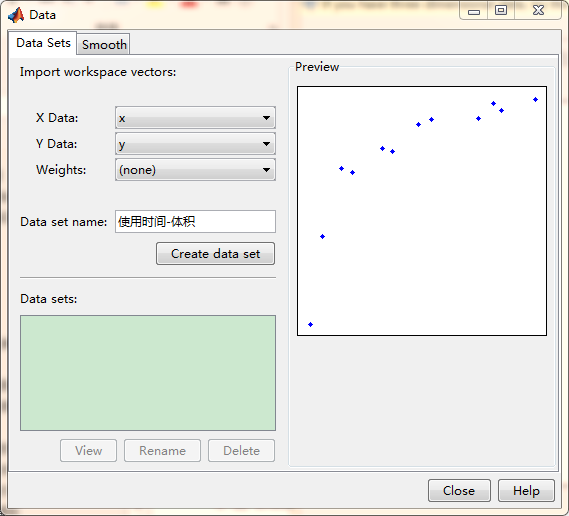 Data
Data Sets
Smooth
Import workspace vectors:
Preview
X Data:
x
Y Data:
y
Weights:
(none)
Data set name:
使用时间-体积
Create data set
Data sets:
View
Rename
Delete
Close
Help